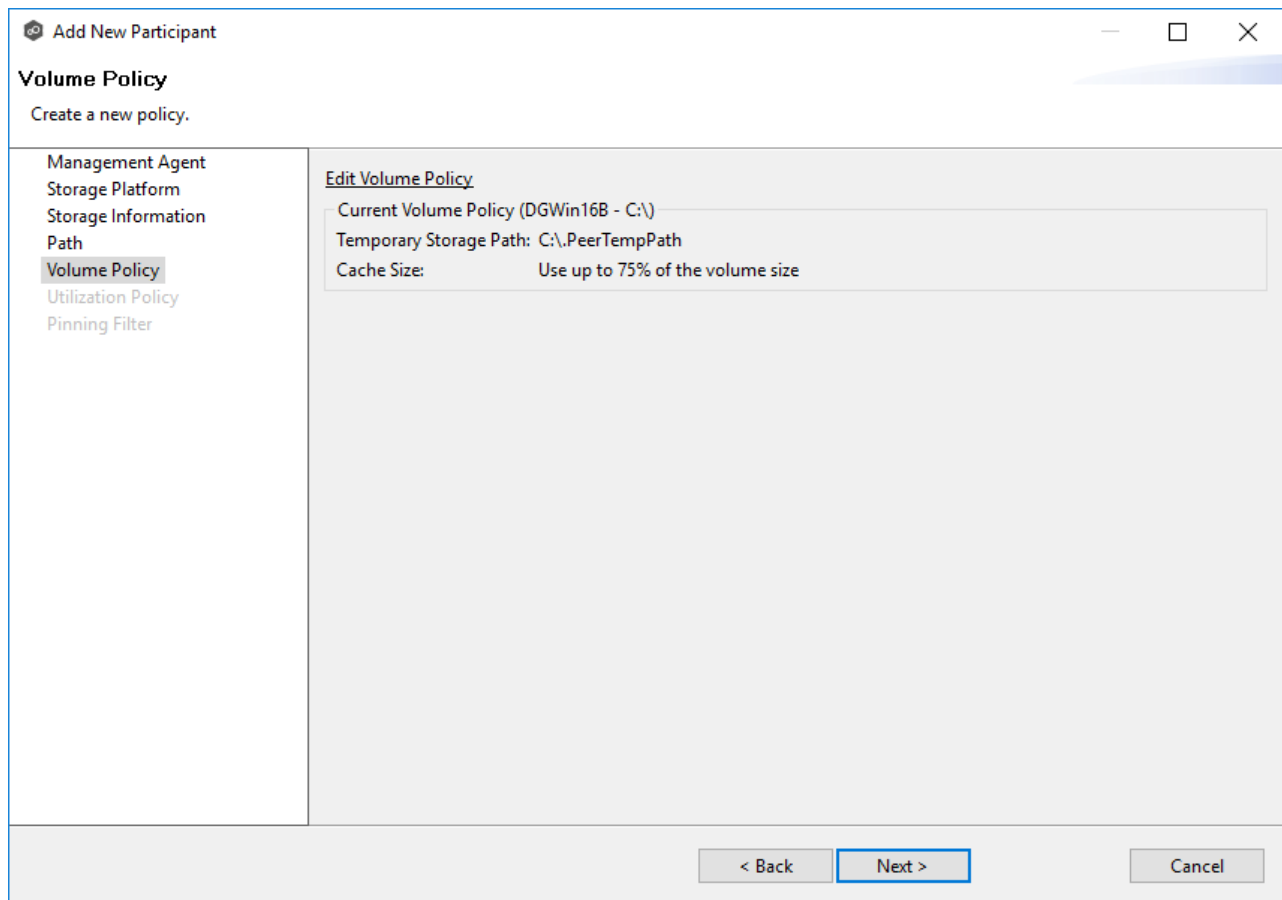 Add New Participant
Volume Policy
Create a new policy.
Management Agent
Storage Platform
Storage Information
Path
Volume Policy
Utilization Policy
Pinning Filter
Edit Volume Policy
Current Volume Policy (DGWin16B - C:\)
Temporary Storage Path: C:\.PeerTempPath
Cache Size: Use up to 75% of the volume size
< Back
Next >
Cancel